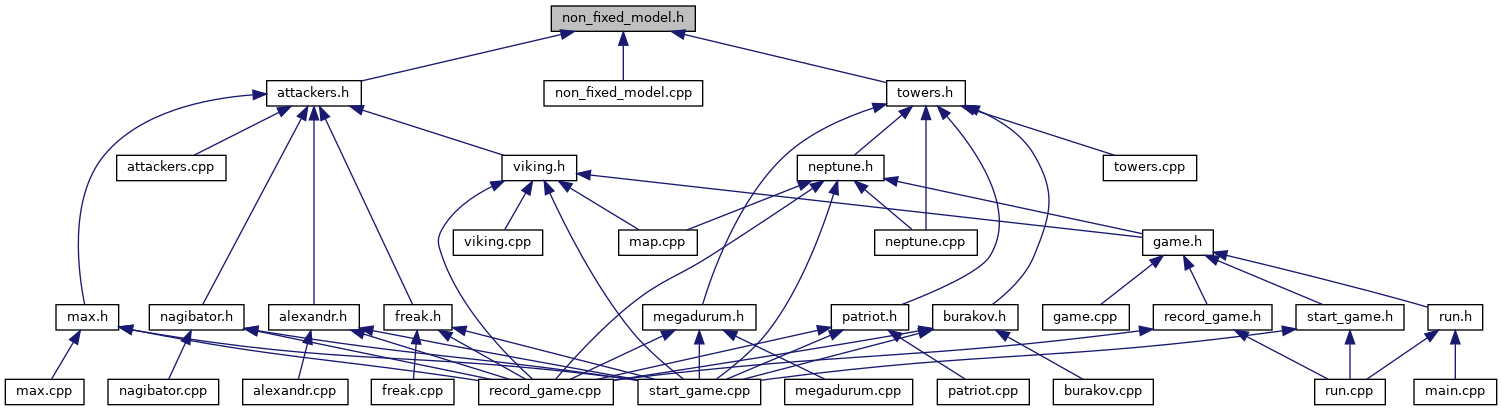 non_fixed_model.h
attackers.h
non_fixed_model.cpp
towers.h
attackers.cpp
viking.h
neptune.h
towers.cpp
viking.cpp
map.cpp
neptune.cpp
game.h
max.h
nagibator.h
alexandr.h
freak.h
megadurum.h
patriot.h
burakov.h
game.cpp
record_game.h
start_game.h
run.h
max.cpp
nagibator.cpp
alexandr.cpp
freak.cpp
record_game.cpp
start_game.cpp
megadurum.cpp
patriot.cpp
burakov.cpp
run.cpp
main.cpp